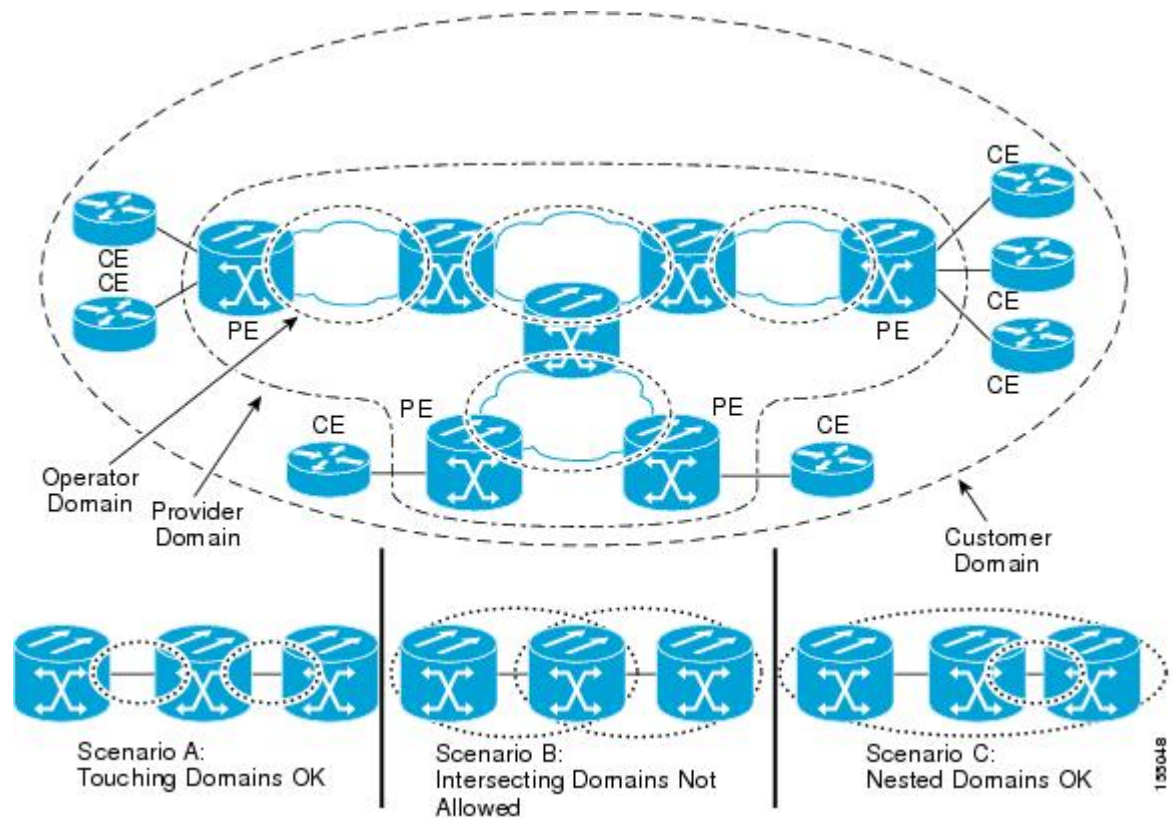 CE
CE
CE
CE
CE
CE
PE
PE
PE
PE
CE
CE
Operator
Domain
Provider
Domain
Customer
Domain
Scenario A:
Touching Domains OK
Scenario B:
Intersecting Domains Not
Allowed
Scenario C:
Nested Domains OK
155048